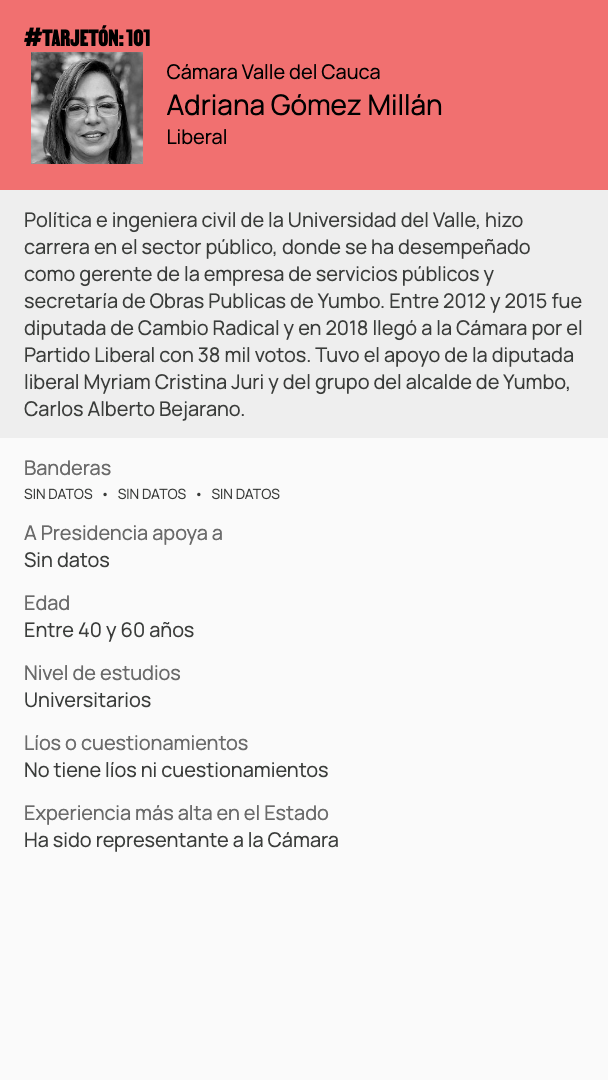 #TARJETÓN: 101
Cámara Valle del Cauca
Adriana Gómez Millán
Liberal
Política e ingeniera civil de la Universidad del Valle, hizo
carrera en el sector público, donde se ha desempeñado
como gerente de la empresa de servicios públicos y
secretaría de Obras Publicas de Yumbo. Entre 2012 y 2015 fue
diputada de Cambio Radical y en 2018 llegó a la Cámara por el
Partido Liberal con 38 mil votos. Tuvo el apoyo de la diputada
liberal Myriam Cristina Juri y del grupo del alcalde de Yumbo,
Carlos Alberto Bejarano.
Banderas
SIN DATOS • SIN DATOS • SIN DATOS
A Presidencia apoya a
Sin datos
Edad
Entre 40 y 60 años
Nivel de estudios
Universitarios
Líos o cuestionamientos
No tiene líos ni cuestionamientos
Experiencia más alta en el Estado
Ha sido representante a la Cámara